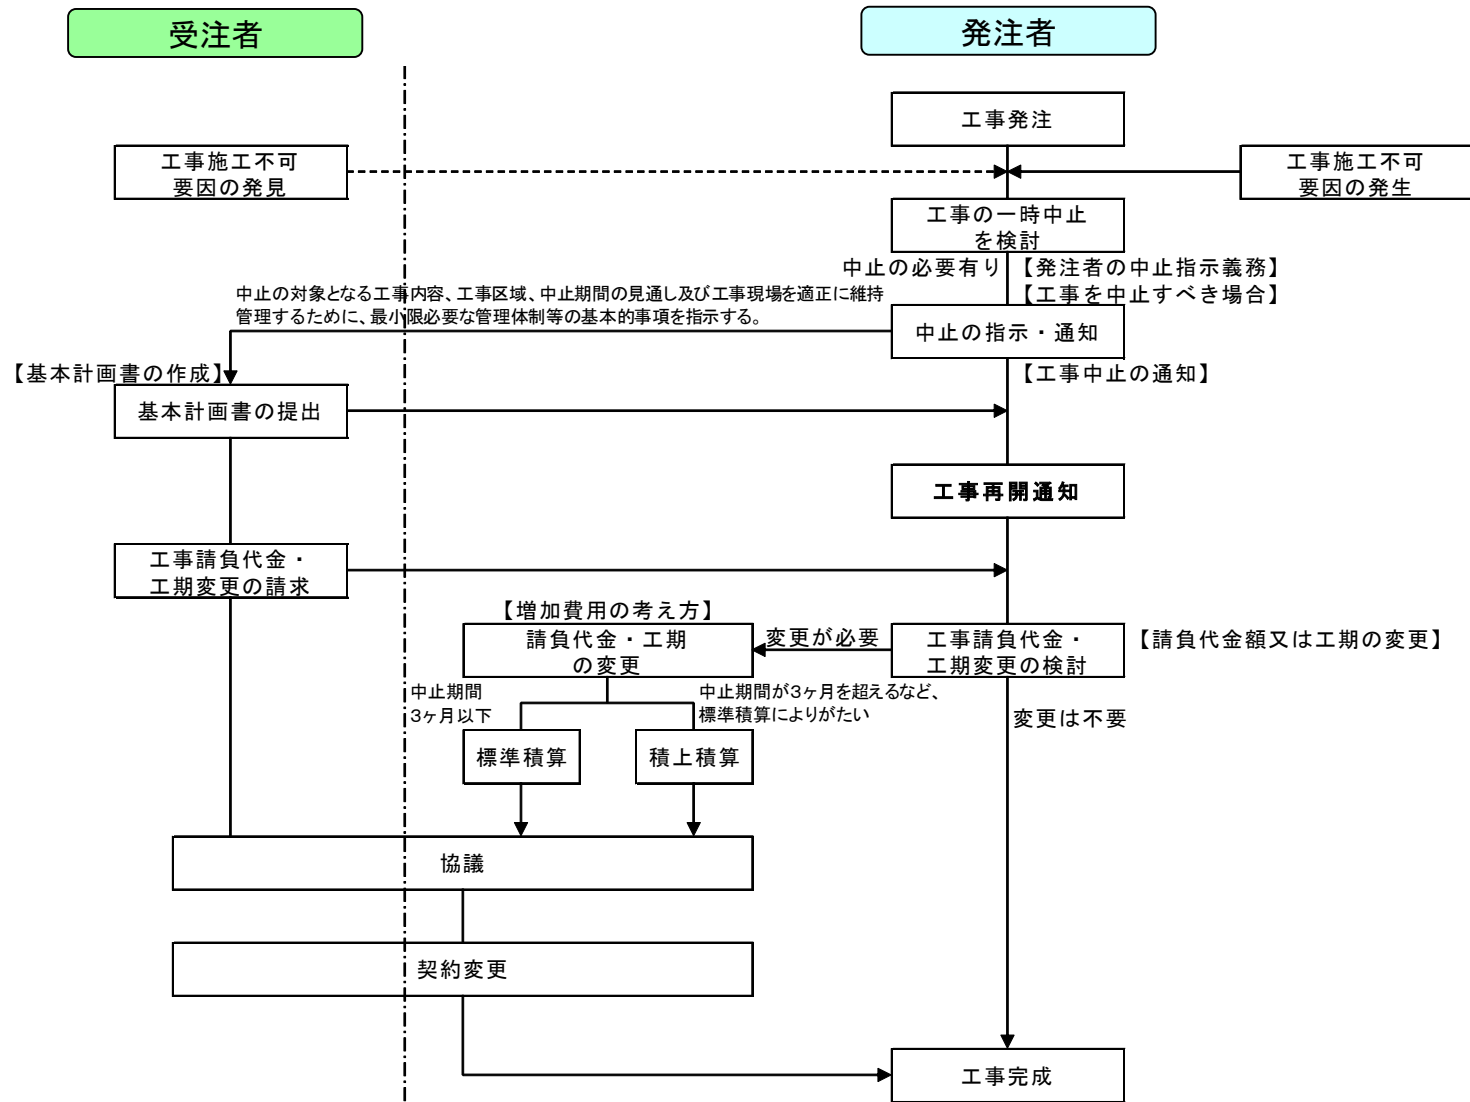 受注者
発注者
工事発注
工事施工不可
要因の発見
工事施工不可
要因の発生
工事の一時中止
を検討
中止の必要有り
【発注者の中止指示義務】
【工事を中止すべき場合】
中止の対象となる工事内容、工事区域、中止期間の見通し及び工事現場を適正に維持
管理するために、最小限必要な管理体制等の基本的事項を指示する。
中止の指示・通知
【基本計画書の作成】
【工事中止の通知】
基本計画書の提出
工事再開通知
工事請負代金・
工期変更の請求
【増加費用の考え方】
請負代金・工期
の変更
変更が必要
工事請負代金・
工期変更の検討
【請負代金額又は工期の変更】
中止期間
3ヶ月以下
中止期間が3ヶ月を超えるなど、
標準積算によりがたい
変更は不要
標準積算
積上積算
協議
契約変更
工事完成